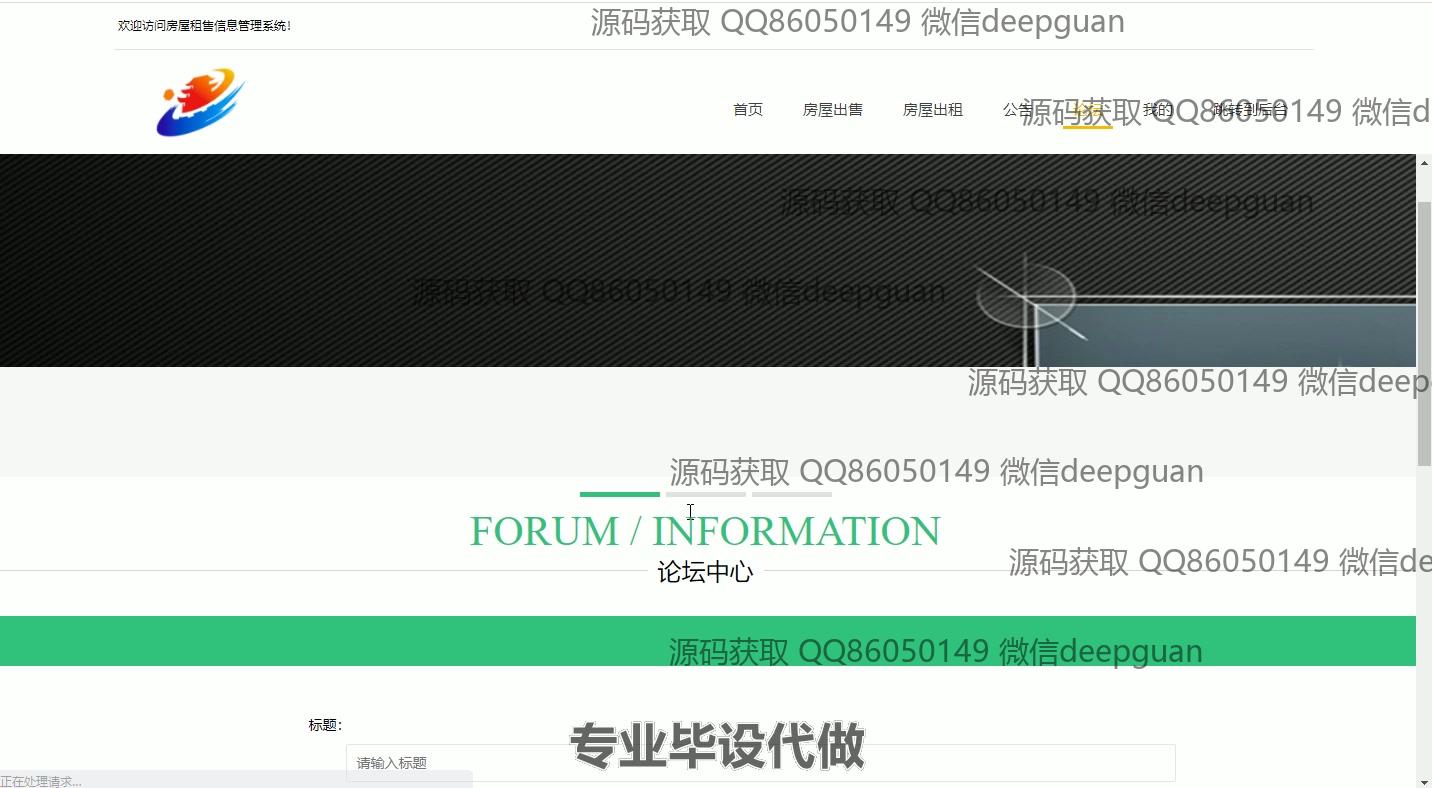 欢迎访问房屋租售信息管理系统!
源码获取 QQ86050149 微信deepguan
首页 房屋出售 房屋出租 公告 论坛 我的 跳转到后台
源码获取 QQ86050149 微信d
源码获取 QQ86050149 微信deepguan
源码获取 QQ86050149 微信deepguan
源码获取 QQ86050149 微信deep
源码获取 QQ86050149 微信deepguan
FORUM / INFORMATION
论坛中心
源码获取 QQ86050149 微信de
源码获取 QQ86050149 微信deepguan
标题:
专业毕设代做
请输入标题
正在处理请求...